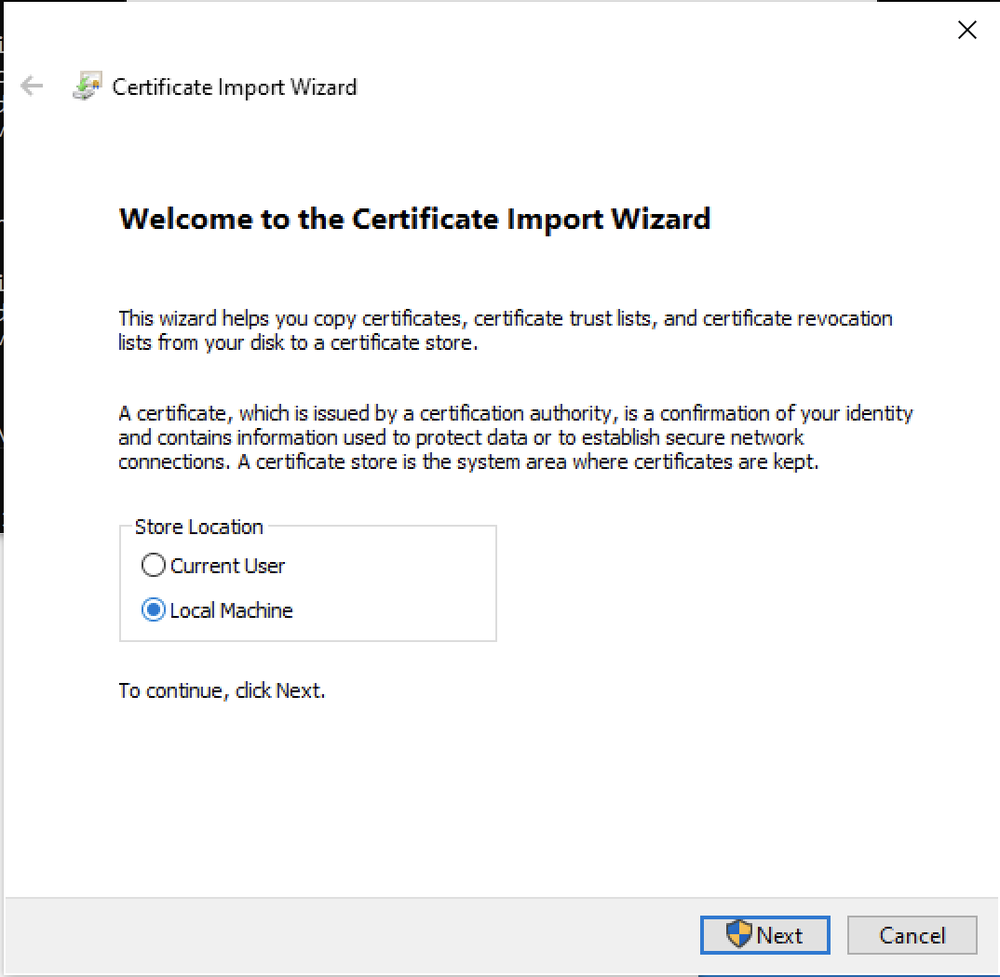 Certificate Import Wizard
Welcome to the Certificate Import Wizard
This wizard helps you copy certificates, certificate trust lists, and certificate revocation
lists from your disk to a certificate store.
A certificate, which is issued by a certification authority, is a confirmation of your identity
and contains information used to protect data or to establish secure network
connections. A certificate store is the system area where certificates are kept.
Store Location
Current User
Local Machine
To continue, click Next.
Next
Cancel